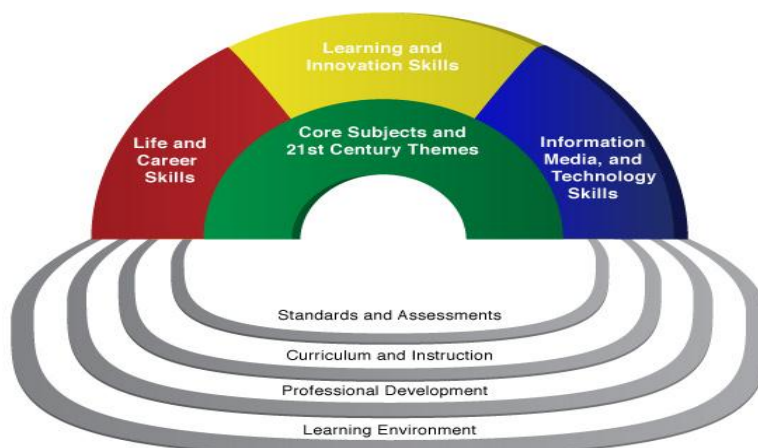 Learning and
Innovation Skills
Life and
Career
Skills
Core Subjects and
21st Century Themes
Information
Media, and
Technology
Skills
Standards and Assessments
Curriculum and Instruction
Professional Development
Learning Environment